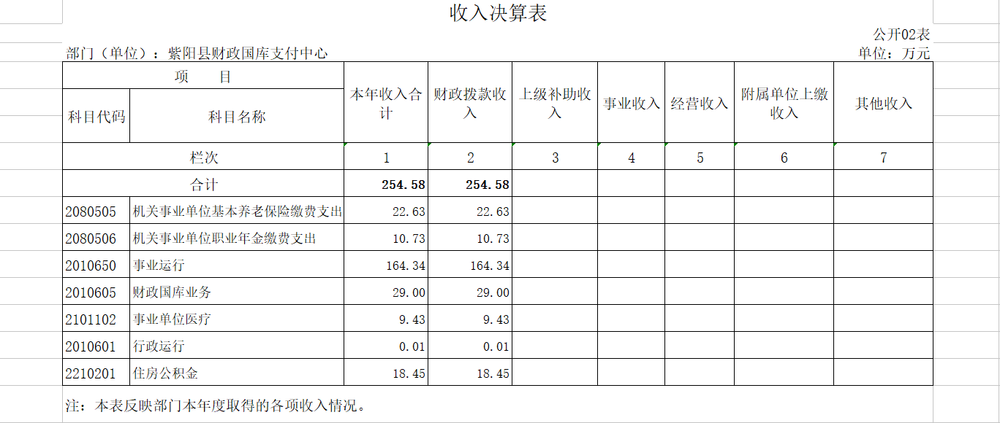 收入决算表
公开02表
部门（单位）：紫阳县财政国库支付中心 单位：万元
项 目 本年收入合计 财政拨款收入 上级补助收入 事业收入 经营收入 附属单位上缴收入 其他收入
科目代码 科目名称
栏次 1 2 3 4 5 6 7
合计 254.58 254.58
2080505 机关事业单位基本养老保险缴费支出 22.63 22.63
2080506 机关事业单位职业年金缴费支出 10.73 10.73
2010650 事业运行 164.34 164.34
2010605 财政国库业务 29.00 29.00
2101102 事业单位医疗 9.43 9.43
2010601 行政运行 0.01 0.01
2210201 住房公积金 18.45 18.45
注：本表反映部门本年度取得的各项收入情况。